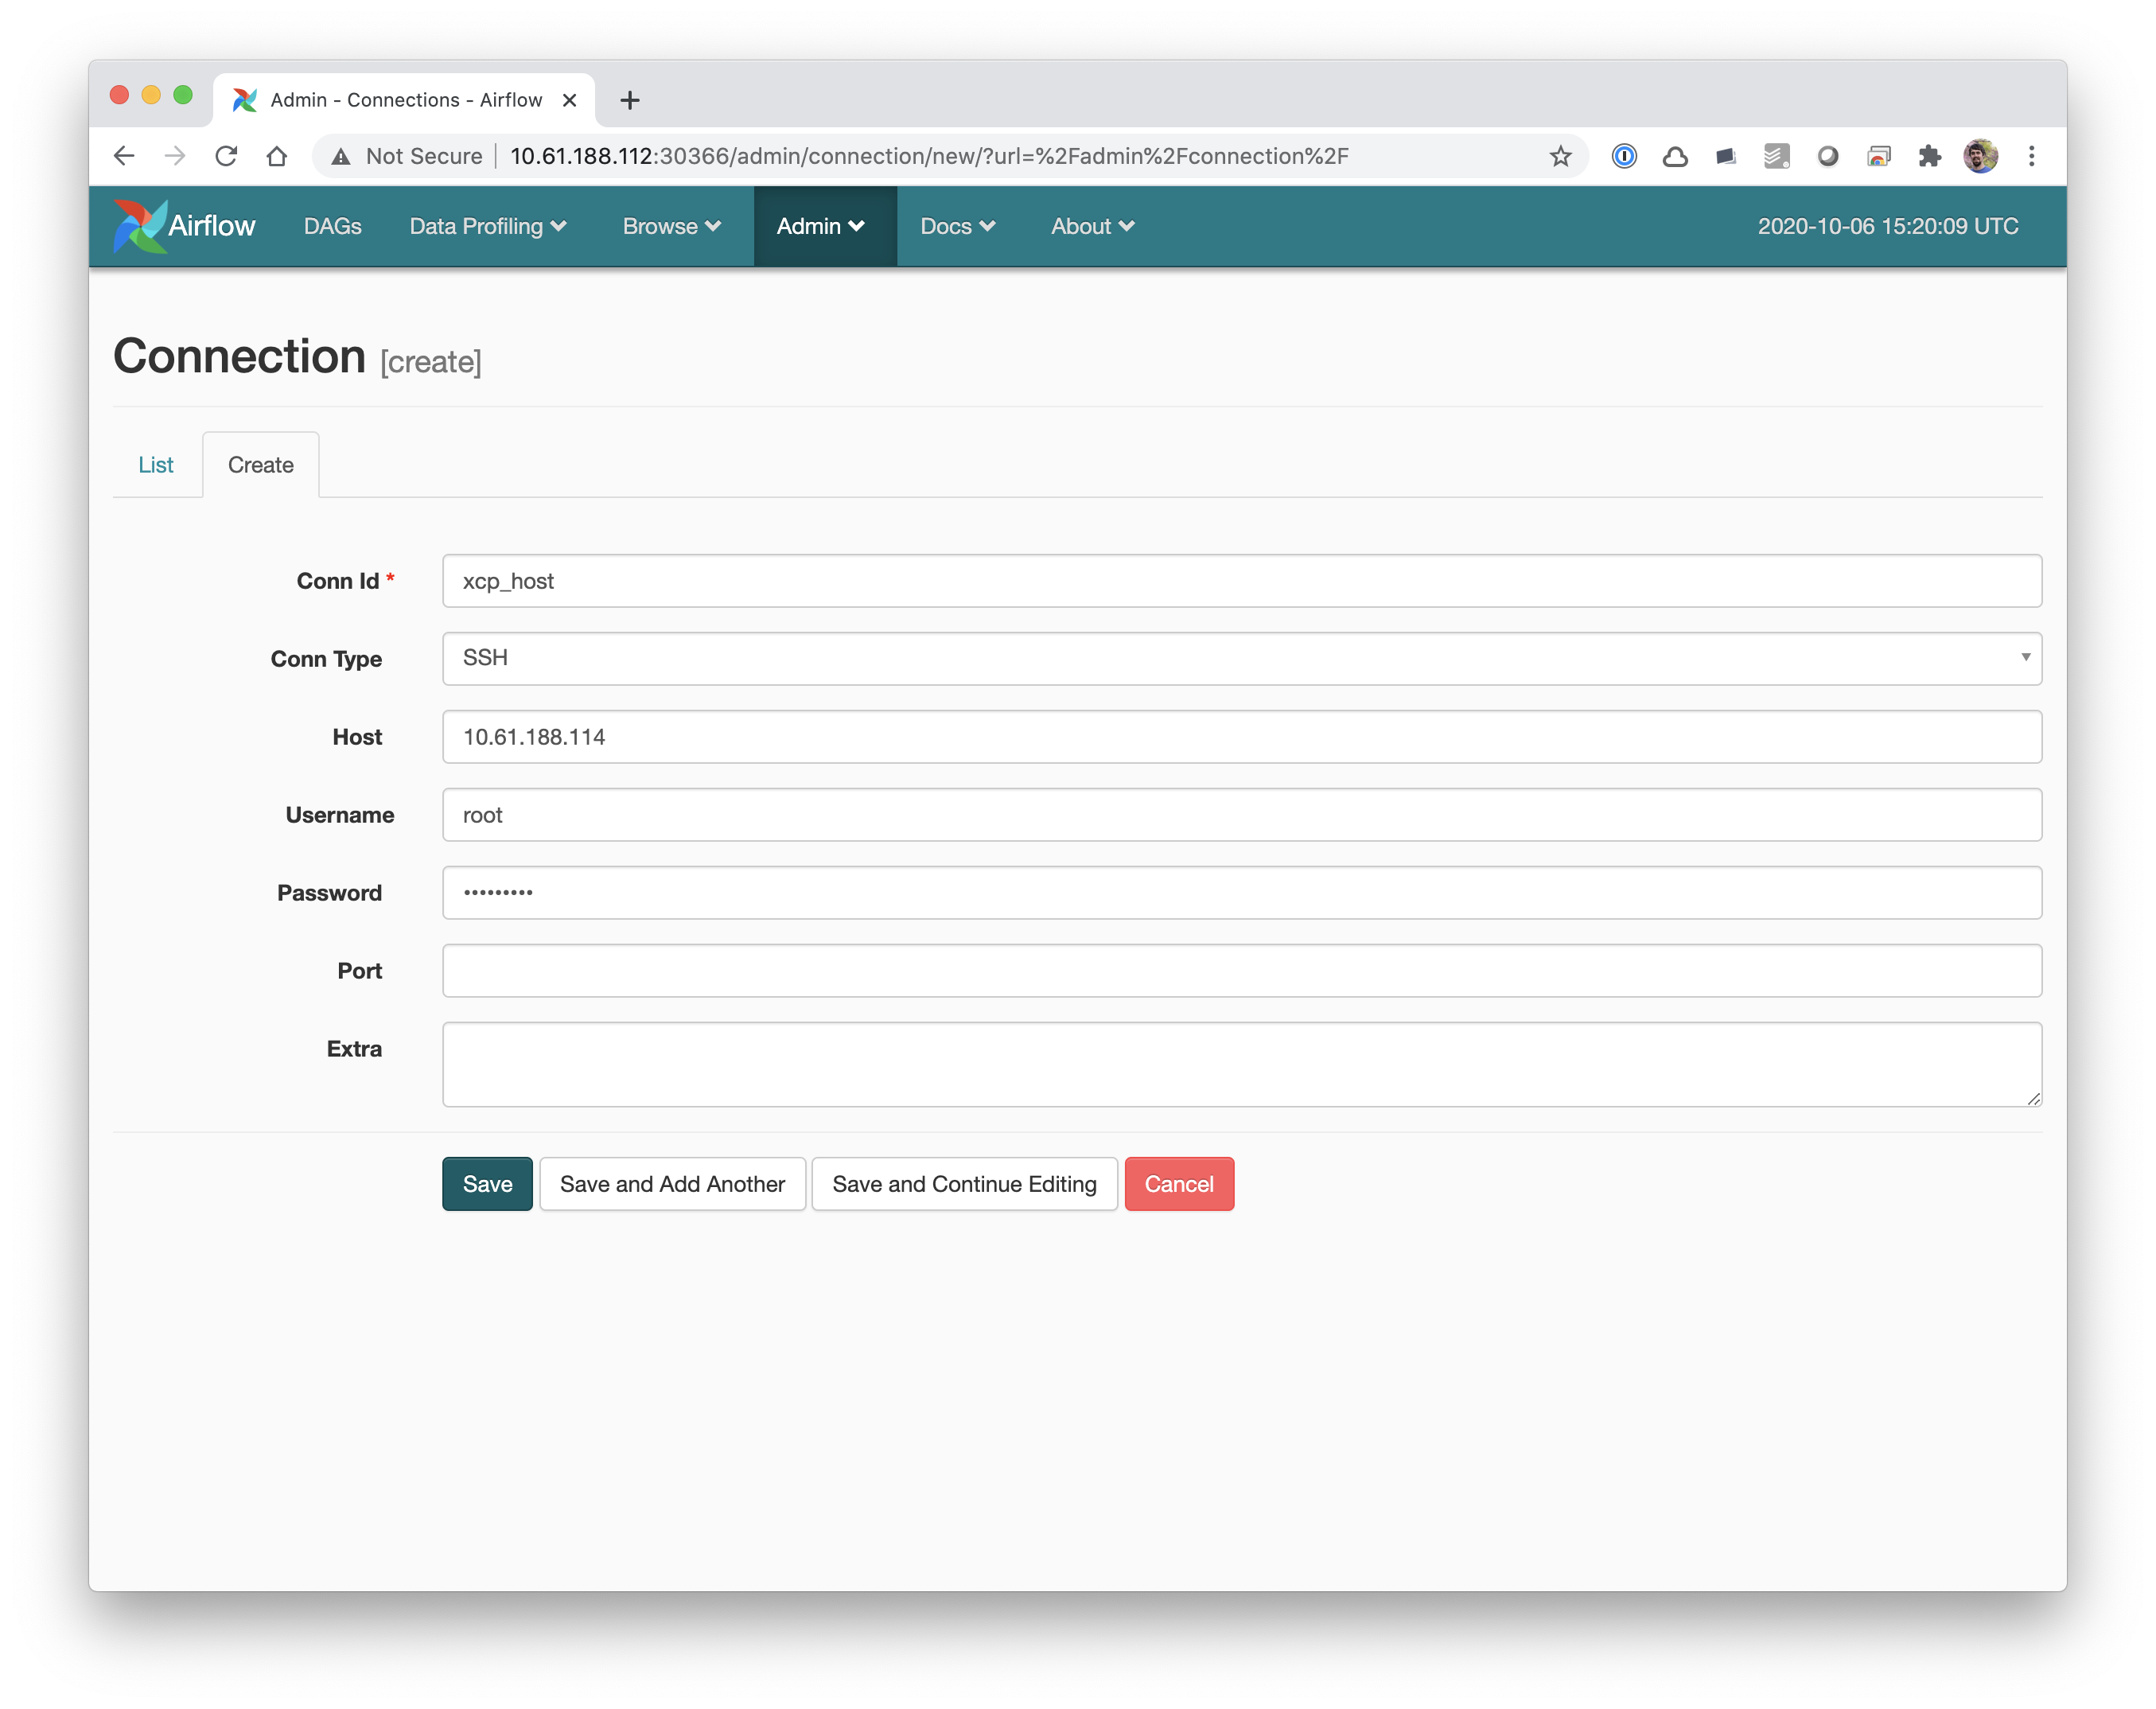 Admin - Connections - Airflow
Not Secure 10.61.188.112:30366/admin/connection/new/?url=%2Fadmin%2Fconnection%2F
Airflow DAGs Data Profiling Browse Admin Docs About 2020-10-06 15:20:09 UTC
Connection [create]
List Create
Conn Id * xcp_host
Conn Type SSH
Host 10.61.188.114
Username root
Password •••••••••
Port
Extra
Save Save and Add Another Save and Continue Editing Cancel